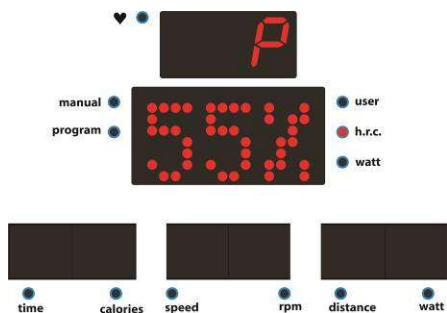 ♥
P
manual
user
55%
program
h.r.c.
watt
time
calories
speed
rpm
distance
watt